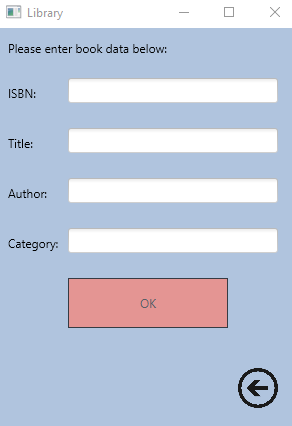 Library
Please enter book data below:
ISBN:
Title:
Author:
Category:
OK